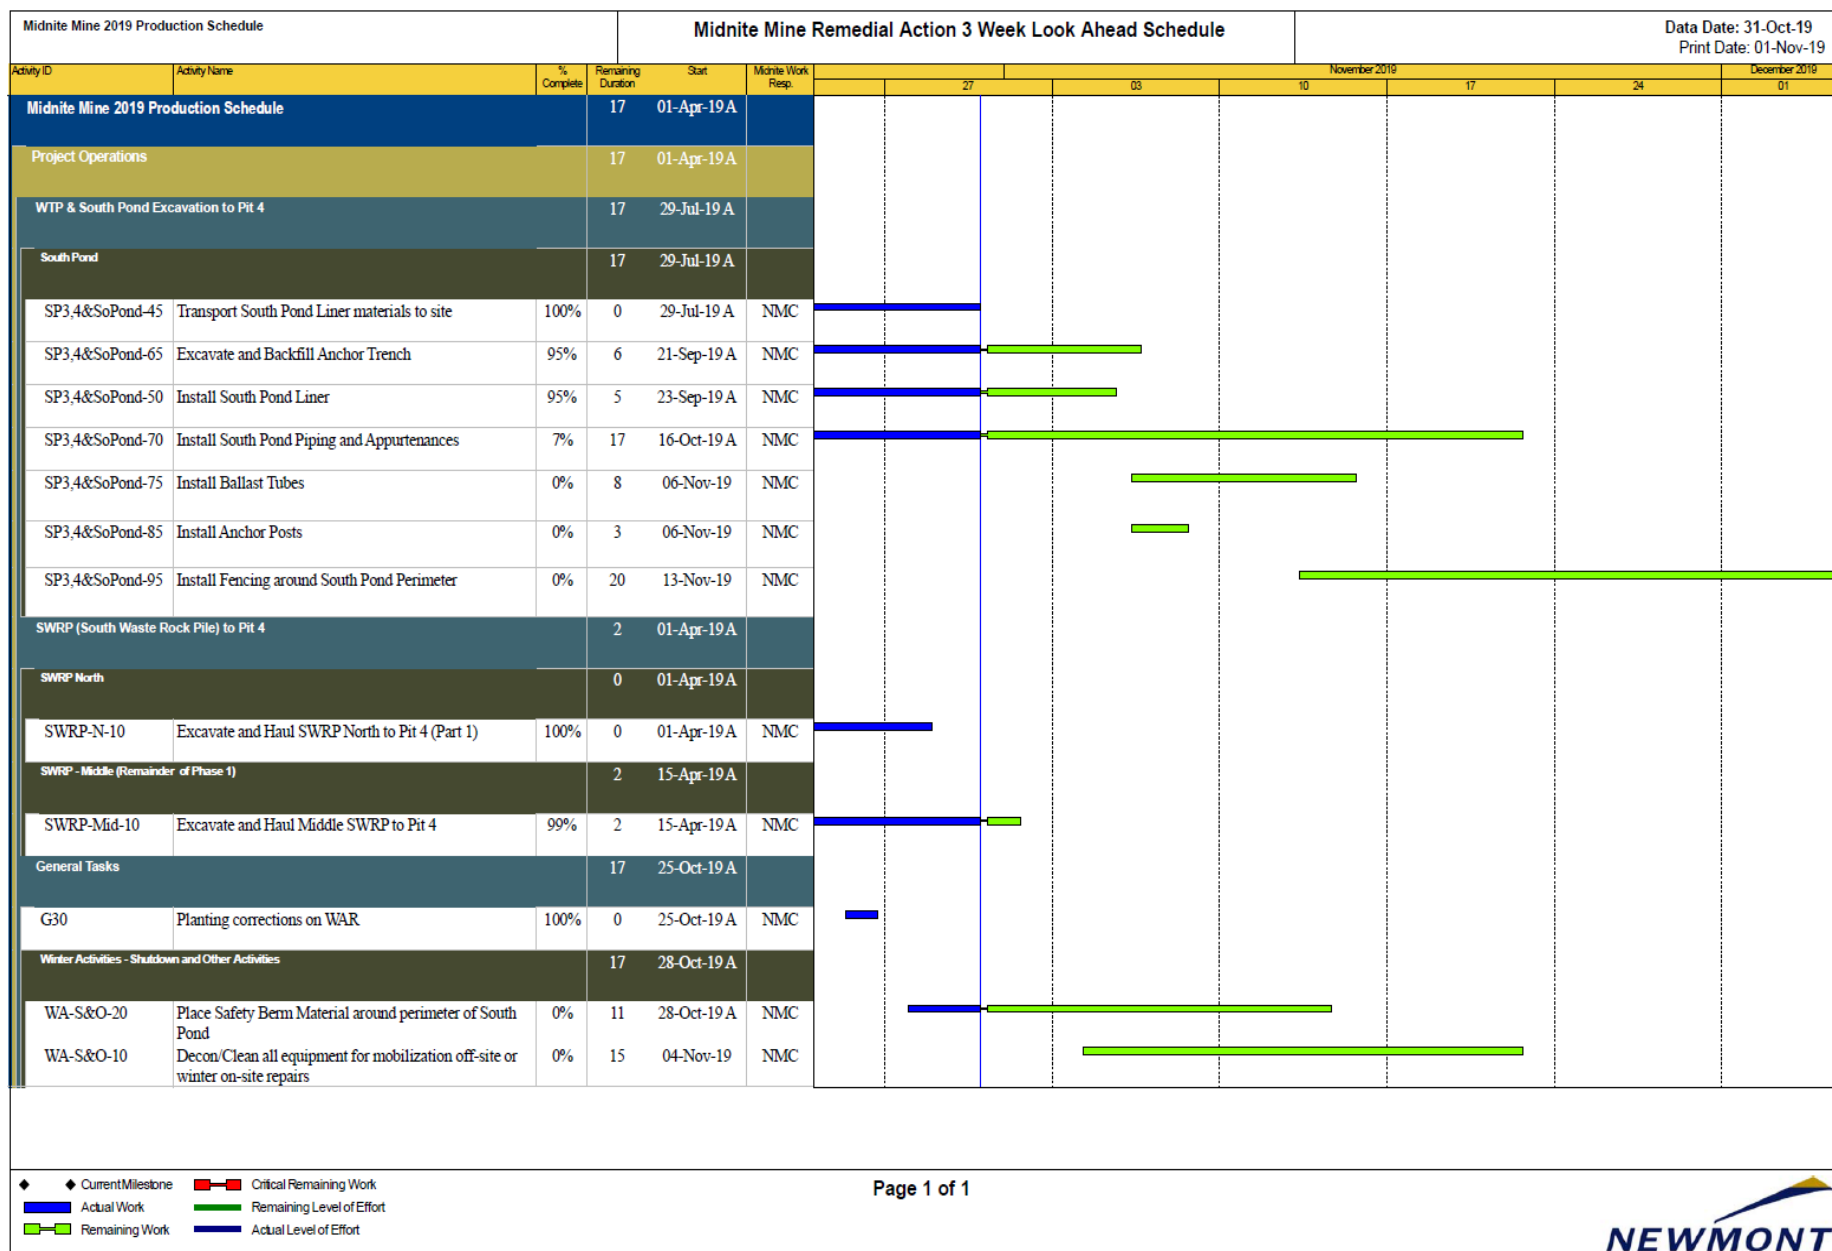 Midnite Mine 2019 Production Schedule
Midnite Mine Remedial Action 3 Week Look Ahead Schedule
Data Date: 31-Oct-19
Print Date: 01-Nov-19
Activity ID Activity Name % Complete Remaining Duration Start Midnite Work Resp. November 2019 December 2019
27 03 10 17 24 01
Midnite Mine 2019 Production Schedule 17 01-Apr-19 A
Project Operations 17 01-Apr-19 A
WTP & South Pond Excavation to Pit 4 17 29-Jul-19 A
South Pond 17 29-Jul-19 A
SP3,4&SoPond-45 Transport South Pond Liner materials to site 100% 0 29-Jul-19 A NMC
SP3,4&SoPond-65 Excavate and Backfill Anchor Trench 95% 6 21-Sep-19 A NMC
SP3,4&SoPond-50 Install South Pond Liner 95% 5 23-Sep-19 A NMC
SP3,4&SoPond-70 Install South Pond Piping and Appurtenances 7% 17 16-Oct-19 A NMC
SP3,4&SoPond-75 Install Ballast Tubes 0% 8 06-Nov-19 NMC
SP3,4&SoPond-85 Install Anchor Posts 0% 3 06-Nov-19 NMC
SP3,4&SoPond-95 Install Fencing around South Pond Perimeter 0% 20 13-Nov-19 NMC
SWRP (South Waste Rock Pile) to Pit 4 2 01-Apr-19 A
SWRP North 0 01-Apr-19 A
SWRP-N-10 Excavate and Haul SWRP North to Pit 4 (Part 1) 100% 0 01-Apr-19 A NMC
SWRP - Middle (Remainder of Phase 1) 2 15-Apr-19 A
SWRP-Mid-10 Excavate and Haul Middle SWRP to Pit 4 99% 2 15-Apr-19 A NMC
General Tasks 17 25-Oct-19 A
G30 Planting corrections on WAR 100% 0 25-Oct-19 A NMC
Winter Activities - Shutdown and Other Activities 17 28-Oct-19 A
WA-S&O-20 Place Safety Berm Material around perimeter of South Pond 0% 11 28-Oct-19 A NMC
WA-S&O-10 Decon/Clean all equipment for mobilization off-site or winter on-site repairs 0% 15 04-Nov-19 NMC
Current Milestone Critical Remaining Work
Actual Work Remaining Level of Effort
Remaining Work Actual Level of Effort
Page 1 of 1
NEWMONT